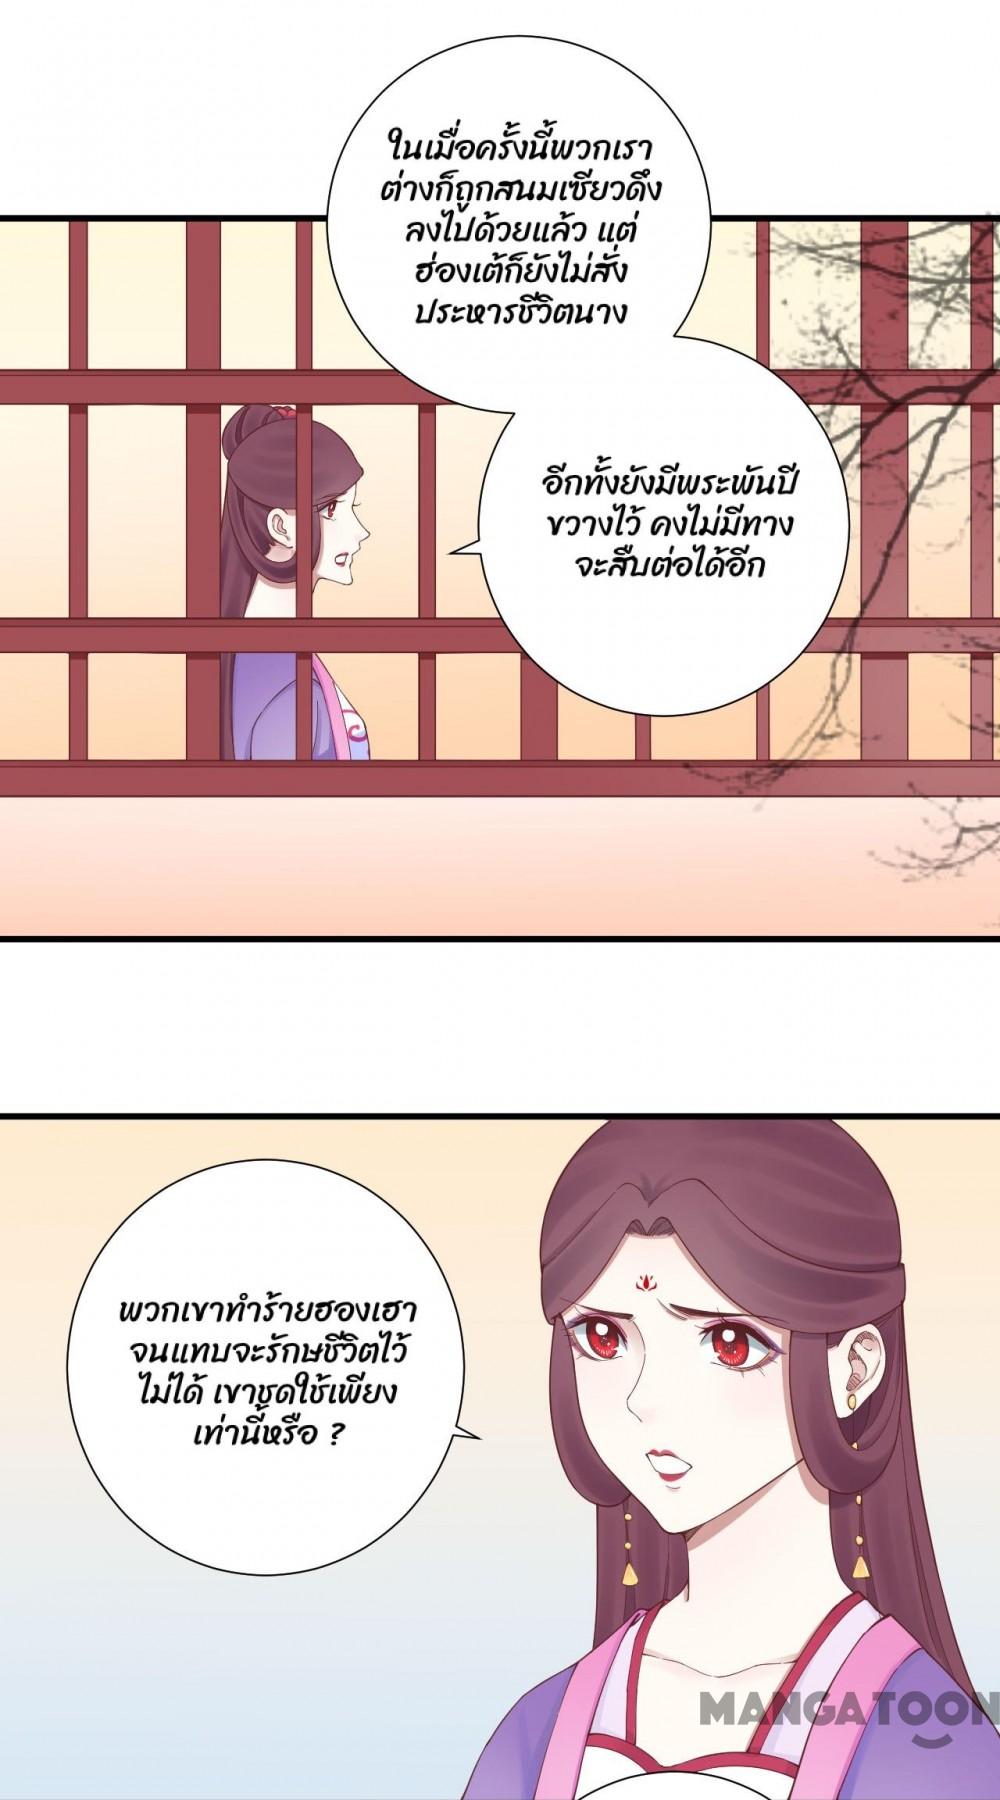 ในเมื่อครั้งนี้พวกเรา
ต่างก็ถูกสนมเซียวดึง
ลงไปด้วยแล้ว แต่
ฮ่องเต้ก็ยังไม่สั่ง
ประหารชีวิตนาง
อีกทั้งยังมีพระพันปี
ขวางไว้ คงไม่มีทาง
จะสืบต่อได้อีก
พวกเขาทำร้ายฮองเฮา
จนแทบจะรักษชีวิตไว้
ไม่ได้ เขาชดใช้เพียง
เท่านี้หรือ ?
MANGATOON